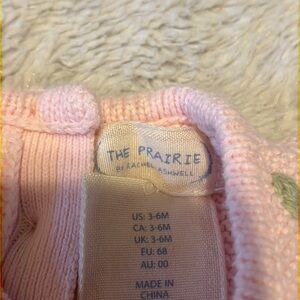 THE PRAIRIE
BY RACHEL ASHWELL
US: 3-6M
CA: 3-6M
UK: 3-6M
EU: 68
AU: 00
MADE IN
CHINA